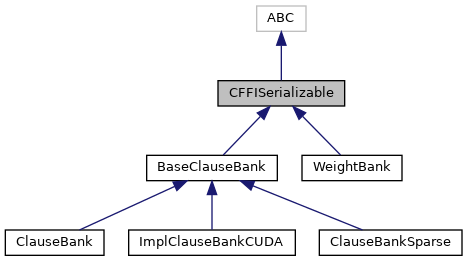 ABC
CFFISerializable
BaseClauseBank
WeightBank
ClauseBank
ImplClauseBankCUDA
ClauseBankSparse